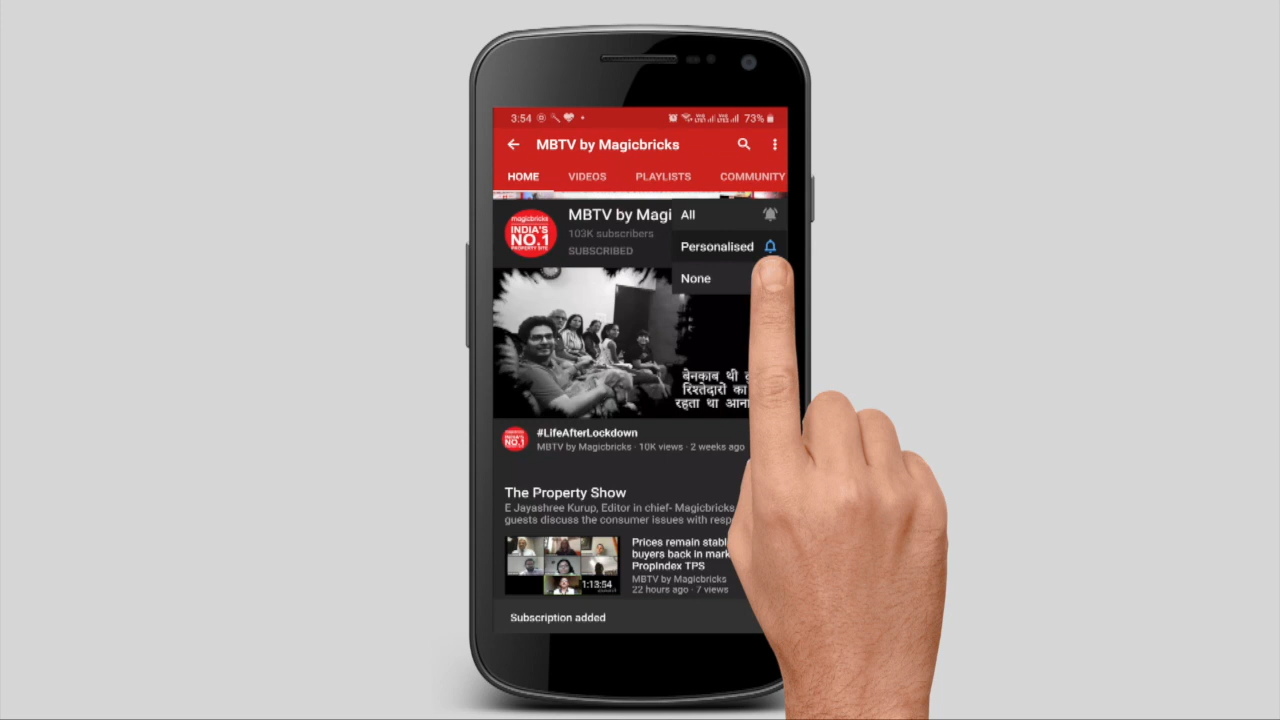 3:54 73%
MBTV by Magicbricks
HOME VIDEOS PLAYLISTS COMMUNITY
magicbricks
INDIA'S
NO.1
PROPERTY SITE
MBTV by Magi
103K subscribers
SUBSCRIBED
All
Personalised
None
बेनकाब थी
रिश्तेदारों का
रहता था आना
#LifeAfterLockdown
MBTV by Magicbricks · 10K views · 2 weeks ago
The Property Show
E Jayashree Kurup, Editor in chief- Magicbricks
guests discuss the consumer issues with resp
Prices remain stabl
buyers back in mark
PropIndex TPS
MBTV by Magicbricks
22 hours ago · 7 views
1:13:54
Subscription added